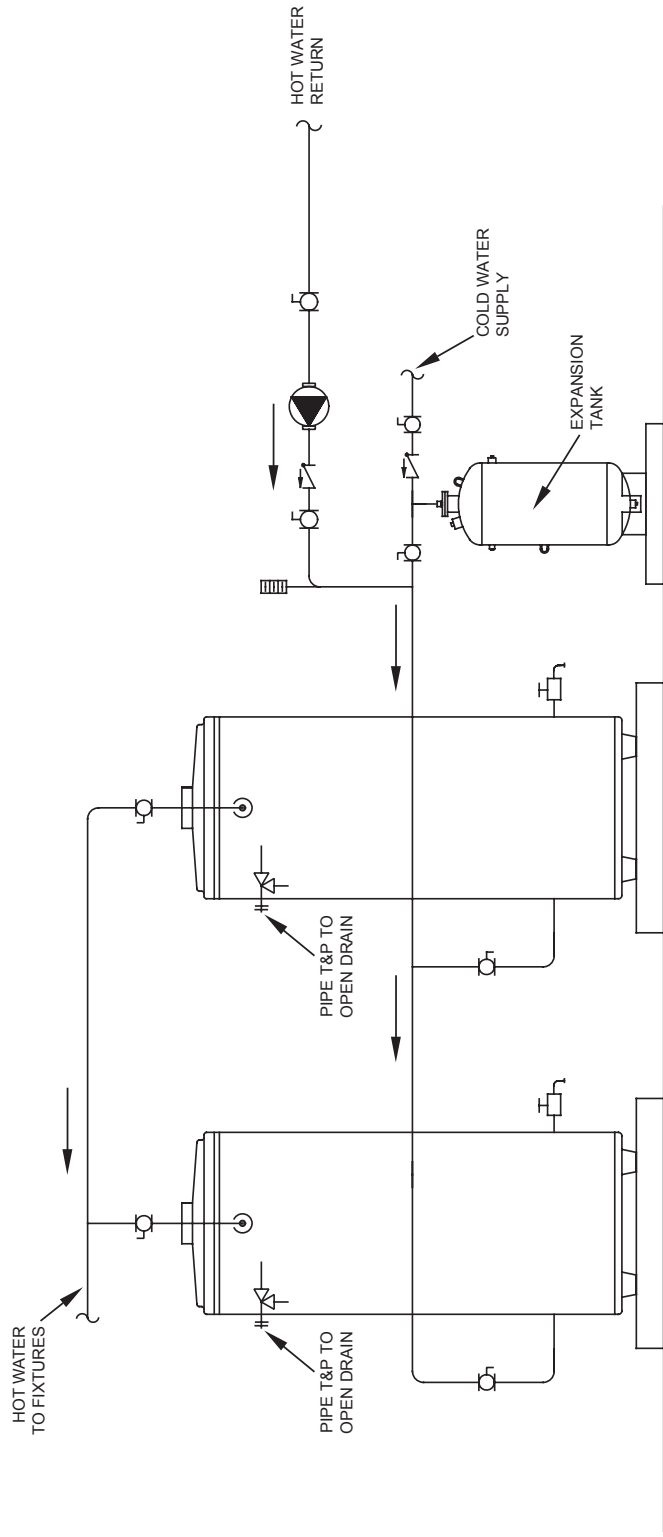 HOT WATER
TO FIXTURES
PIPE T&P TO
OPEN DRAIN
PIPE T&P TO
OPEN DRAIN
HOT WATER
RETURN
COLD WATER
SUPPLY
EXPANSION
TANK